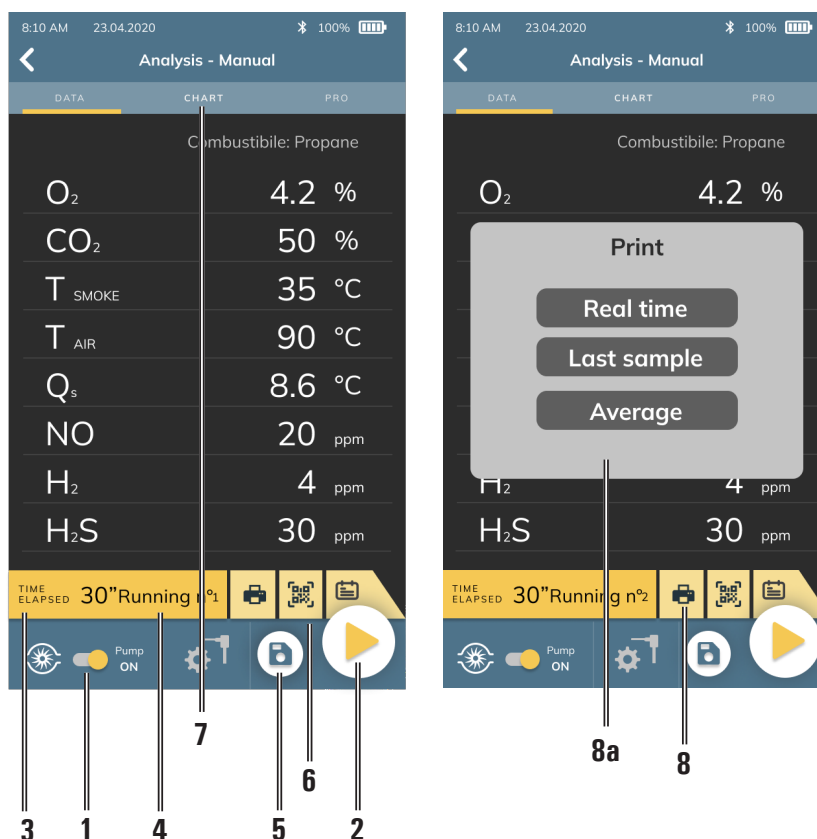 8:10 AM 23.04.2020 100%
Analysis - Manual
DATA CHART PRO
Combustibile: Propane
O₂ 4.2 %
CO₂ 50 %
T SMOKE 35 °C
T AIR 90 °C
Qs 8.6 °C
NO 20 ppm
H₂ 4 ppm
H₂S 30 ppm
TIME ELAPSED 30” Running n°1
Pump ON
7
6
3 1 4 5 2
8:10 AM 23.04.2020 100%
Analysis - Manual
DATA CHART PRO
Combustibile: Propane
O₂ 4.2 %
Print
Real time
Last sample
Average
H₂ 4 ppm
H₂S 30 ppm
TIME ELAPSED 30” Running n°2
Pump ON
8a 8